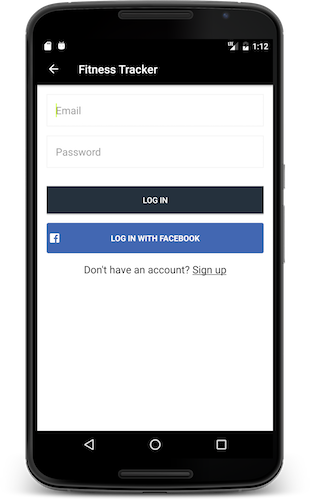 1:12
Fitness Tracker
Email
Password
LOG IN
LOG IN WITH FACEBOOK
Don't have an account? Sign up